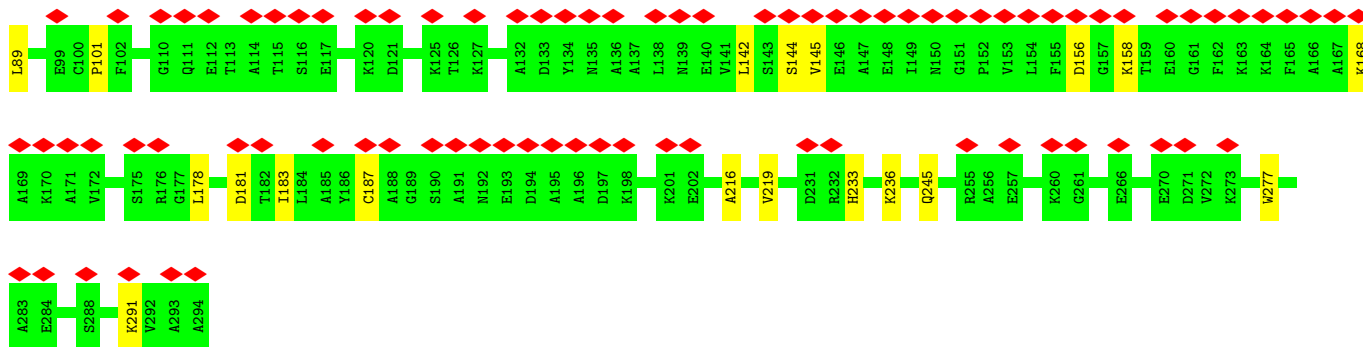 L89 E99 C100 P101 F102 G110 Q111 E112 T113 A114 T115 S116 E117 K120 D121 K125 T126 K127 A132 D133 Y134 N135 A136 A137 L138 N139 E140 V141 L142 S143 S144 V145 E146 A147 E148 I149 N150 G151 P152 V153 L154 F155 D156 G157 K158 T159 E160 G161 F162 K163 K164 F165 A166 A167 K168
A169 K170 A171 V172 S175 R176 G177 L178 D181 T182 I183 L184 A185 Y186 C187 A188 G189 S190 A191 N192 E193 D194 A195 A196 D197 K198 K201 E202 A216 V219 D231 R232 H233 K236 Q245 R255 A256 E257 K260 G261 E266 E270 D271 V272 K273 W277
A283 E284 S288 K291 V292 A293 A294